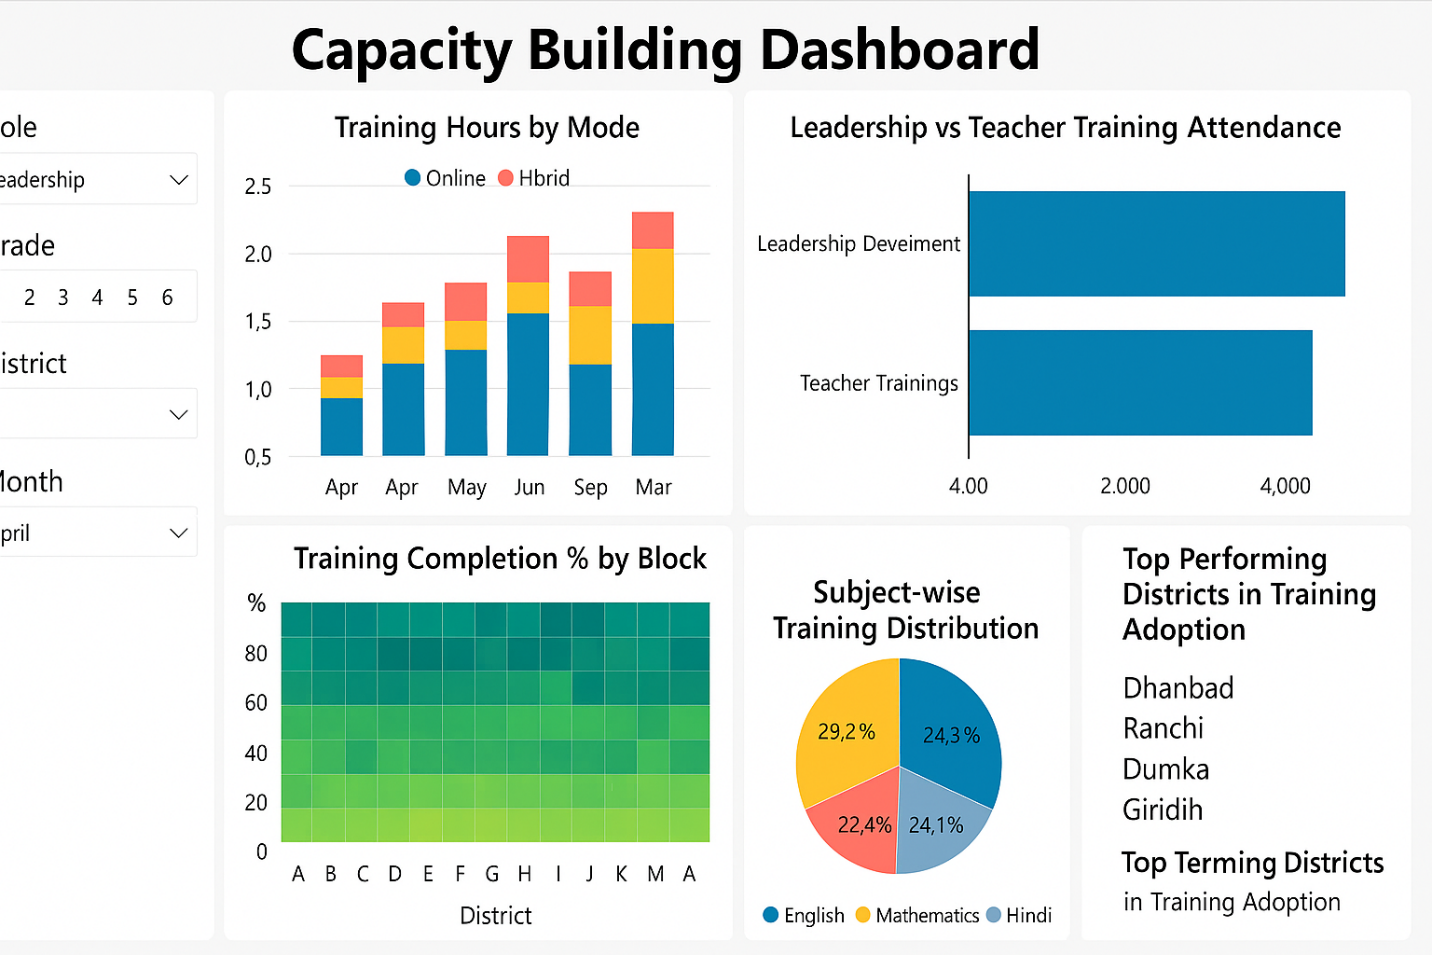 Capacity Building Dashboard
ole
eadership
rade
2 3 4 5 6
istrict
Month
pril
Training Hours by Mode
Online Hbrid
2.5
2.0
1,5
1,0
0,5
Apr Apr May Jun Sep Mar
Leadership vs Teacher Training Attendance
Leadership Deveiment
Teacher Trainings
4.00 2.000 4,000
Training Completion % by Block
%
80
60
40
20
0
A B C D E F G H I J K M A
District
Subject-wise
Training Distribution
29,2% 24,3%
22,4% 24,1%
English Mathematics Hindi
Top Performing
Districts in Training
Adoption
Dhanbad
Ranchi
Dumka
Giridih
Top Terming Districts
in Training Adoption